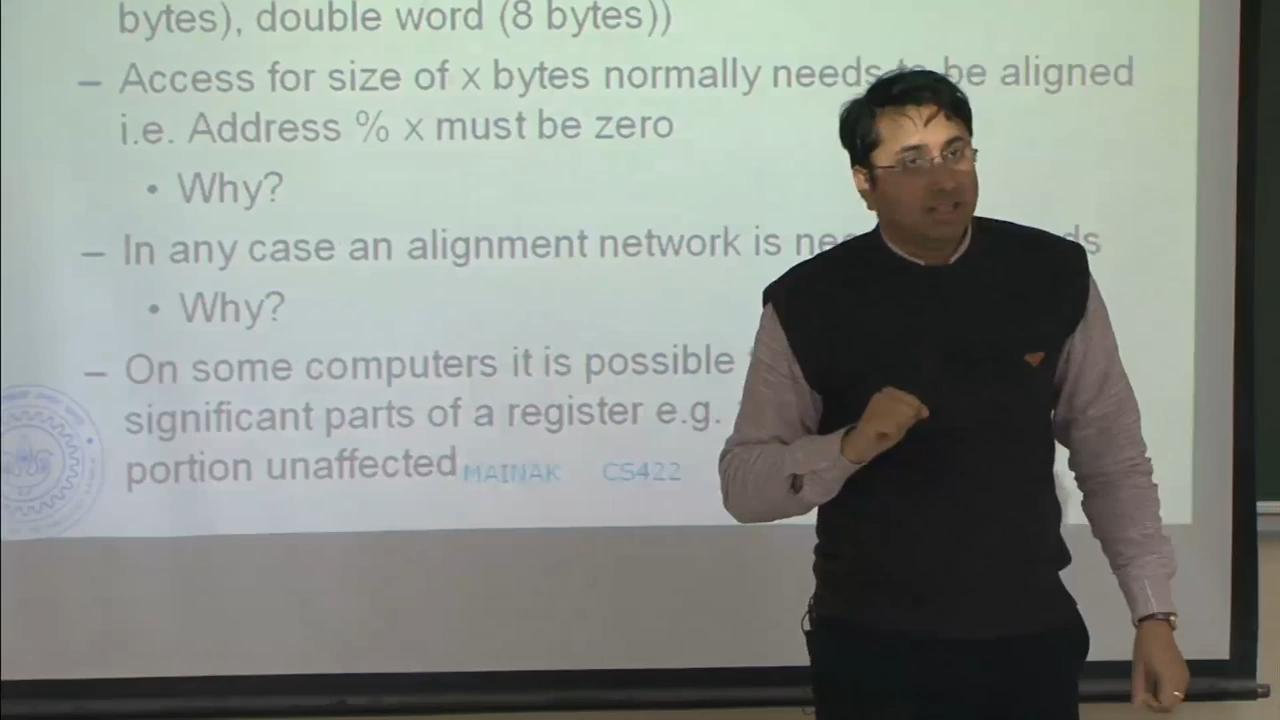 bytes), double word (8 bytes))
– Access for size of x bytes normally needs to be aligned
i.e. Address % x must be zero
• Why?
– In any case an alignment network is
• Why?
– On some computers it is possible
significant parts of a register e.g.
portion unaffected
MAINAK CS422